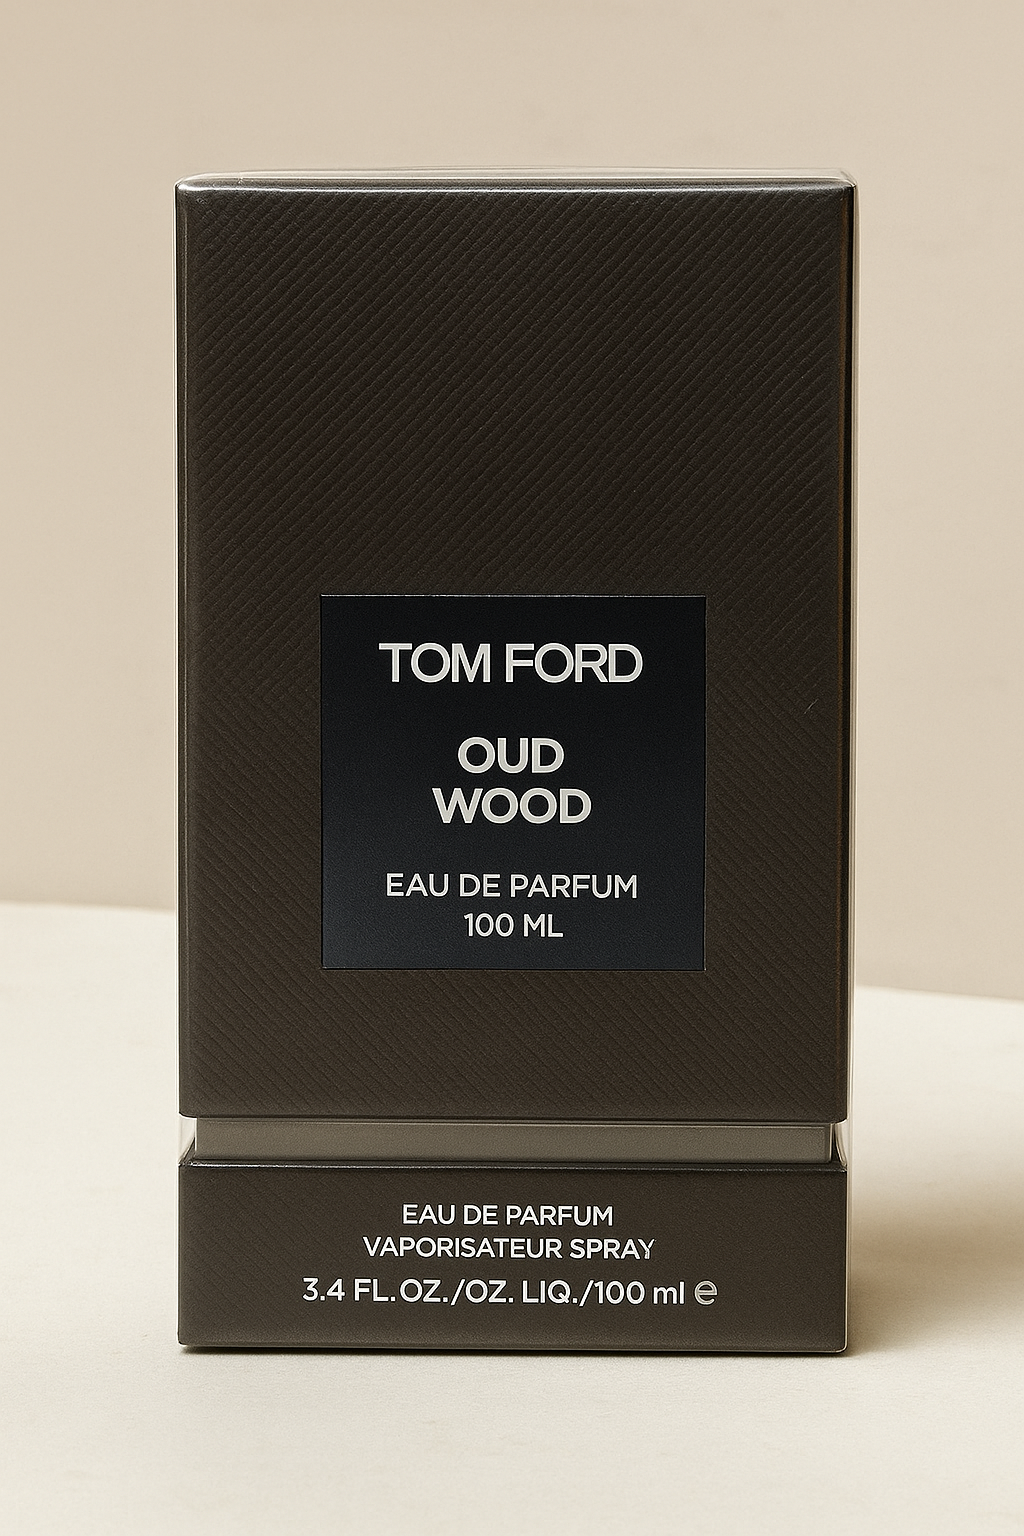 TOM FORD
OUD
WOOD
EAU DE PARFUM
100 ML
EAU DE PARFUM
VAPORISATEUR SPRAY
3.4 FL.OZ./OZ. LIQ./100 ml ℮